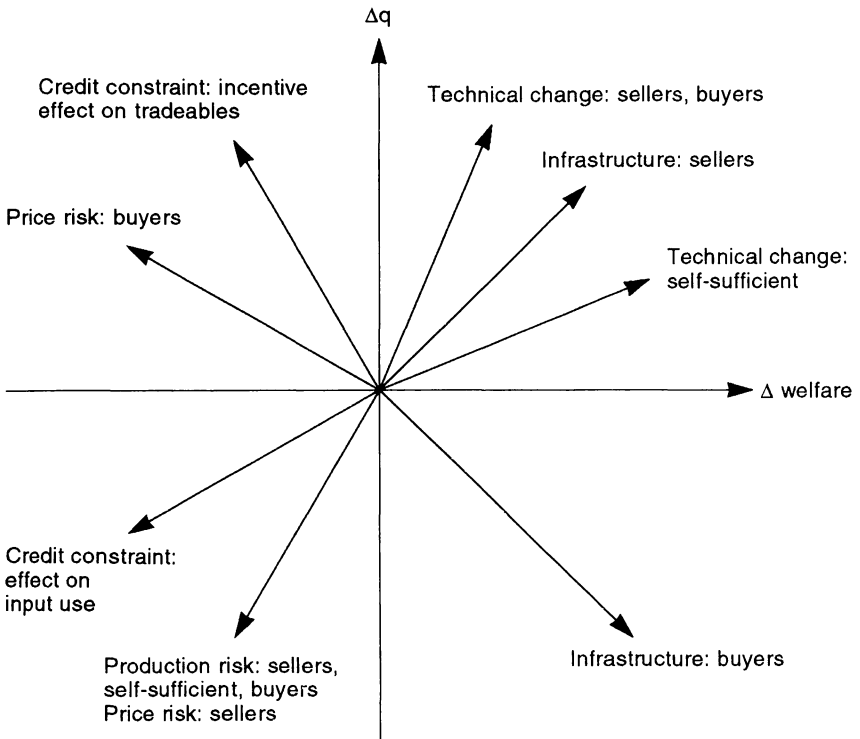 Δq
Credit constraint: incentive
effect on tradeables
Technical change: sellers, buyers
Infrastructure: sellers
Price risk: buyers
Technical change:
self-sufficient
Δ welfare
Credit constraint:
effect on
input use
Infrastructure: buyers
Production risk: sellers,
self-sufficient, buyers
Price risk: sellers